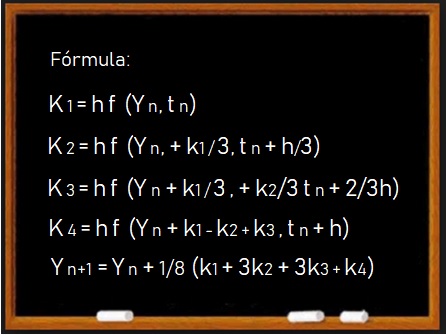 Fórmula:
K1 = h f (Yn, tn)
K2 = h f (Yn, + k1/3, tn + h/3)
K3 = h f (Yn + k1/3 , + k2/3 tn + 2/3h)
K4 = h f (Yn + k1 - k2 + k3 , tn + h)
Yn+1 = Yn + 1/8 (k1 + 3k2 + 3k3 + k4)